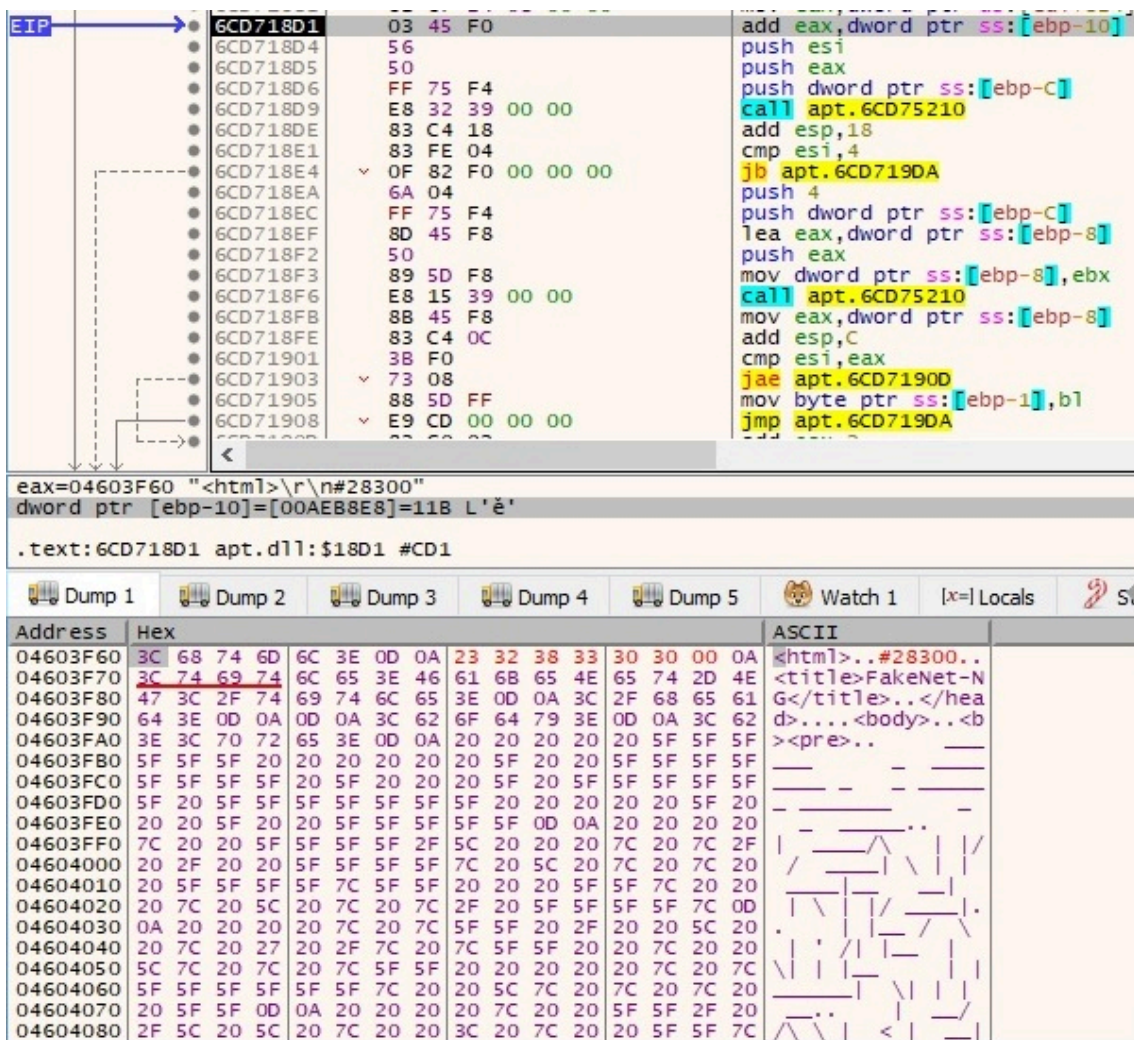 EIP
6CD718D1 03 45 F0 add eax,dword ptr ss:[ebp-10]
6CD718D4 56 push esi
6CD718D5 50 push eax
6CD718D6 FF 75 F4 push dword ptr ss:[ebp-C]
6CD718D9 E8 32 39 00 00 call apt.6CD75210
6CD718DE 83 C4 18 add esp,18
6CD718E1 83 FE 04 cmp esi,4
6CD718E4 0F 82 F0 00 00 00 jb apt.6CD719DA
6CD718EA 6A 04 push 4
6CD718EC FF 75 F4 push dword ptr ss:[ebp-C]
6CD718EF 8D 45 F8 lea eax,dword ptr ss:[ebp-8]
6CD718F2 50 push eax
6CD718F3 89 5D F8 mov dword ptr ss:[ebp-8],ebx
6CD718F6 E8 15 39 00 00 call apt.6CD75210
6CD718FB 8B 45 F8 mov eax,dword ptr ss:[ebp-8]
6CD718FE 83 C4 0C add esp,C
6CD71901 3B F0 cmp esi,eax
6CD71903 73 08 jae apt.6CD7190D
6CD71905 88 5D FF mov byte ptr ss:[ebp-1],bl
6CD71908 E9 CD 00 00 00 jmp apt.6CD719DA
eax=04603F60 "<html>\r\n#28300"
dword ptr [ebp-10]=[00AEB8E8]=11B L'ě'
.text:6CD718D1 apt.dll:$18D1 #CD1
Dump 1 Dump 2 Dump 3 Dump 4 Dump 5 Watch 1 [x=] Locals
Address Hex ASCII
04603F60 3C 68 74 6D 6C 3E 0D 0A 23 32 38 33 30 30 00 0A <html>..#28300..
04603F70 3C 74 69 74 6C 65 3E 46 61 6B 65 4E 65 74 2D 4E <title>FakeNet-N
04603F80 47 3C 2F 74 69 74 6C 65 3E 0D 0A 3C 2F 68 65 61 G</title>..</hea
04603F90 64 3E 0D 0A 0D 0A 3C 62 6F 64 79 3E 0D 0A 3C 62 d>....<body>..<b
04603FA0 3E 3C 70 72 65 3E 0D 0A 20 20 20 20 20 5F 5F 5F ><pre>..     ___
04603FB0 5F 5F 5F 20 20 20 20 20 20 5F 20 20 5F 5F 5F 5F ___      _  ____
04603FC0 5F 5F 5F 5F 20 5F 20 20 20 5F 20 5F 5F 5F 5F 5F
04603FD0 5F 20 5F 5F 5F 5F 5F 5F 5F 20 20 20 20 20 5F 20
04603FE0 20 20 5F 20 20 5F 5F 5F 5F 5F 0D 0A 20 20 20 20
04603FF0 7C 20 20 5F 5F 5F 5F 2F 5C 20 20 20 7C 20 7C 2F
04604000 20 2F 20 20 5F 5F 5F 5F 7C 20 5C 20 7C 20 7C 20
04604010 20 5F 5F 5F 5F 7C 5F 5F 20 20 20 5F 5F 7C 20 20
04604020 20 7C 20 5C 20 7C 20 7C 2F 20 5F 5F 5F 5F 7C 0D
04604030 0A 20 20 20 20 7C 20 7C 5F 5F 20 2F 20 20 5C 20
04604040 20 7C 20 27 20 2F 7C 20 7C 5F 5F 20 20 7C 20 20
04604050 5C 7C 20 7C 20 7C 5F 5F 20 20 20 20 20 7C 20 7C
04604060 5F 5F 5F 5F 5F 5F 7C 20 20 5C 7C 20 7C 20 7C 20
04604070 20 5F 5F 0D 0A 20 20 20 20 7C 20 20 5F 5F 2F 20
04604080 2F 5C 20 5C 20 7C 20 20 3C 20 7C 20 20 5F 5F 7C